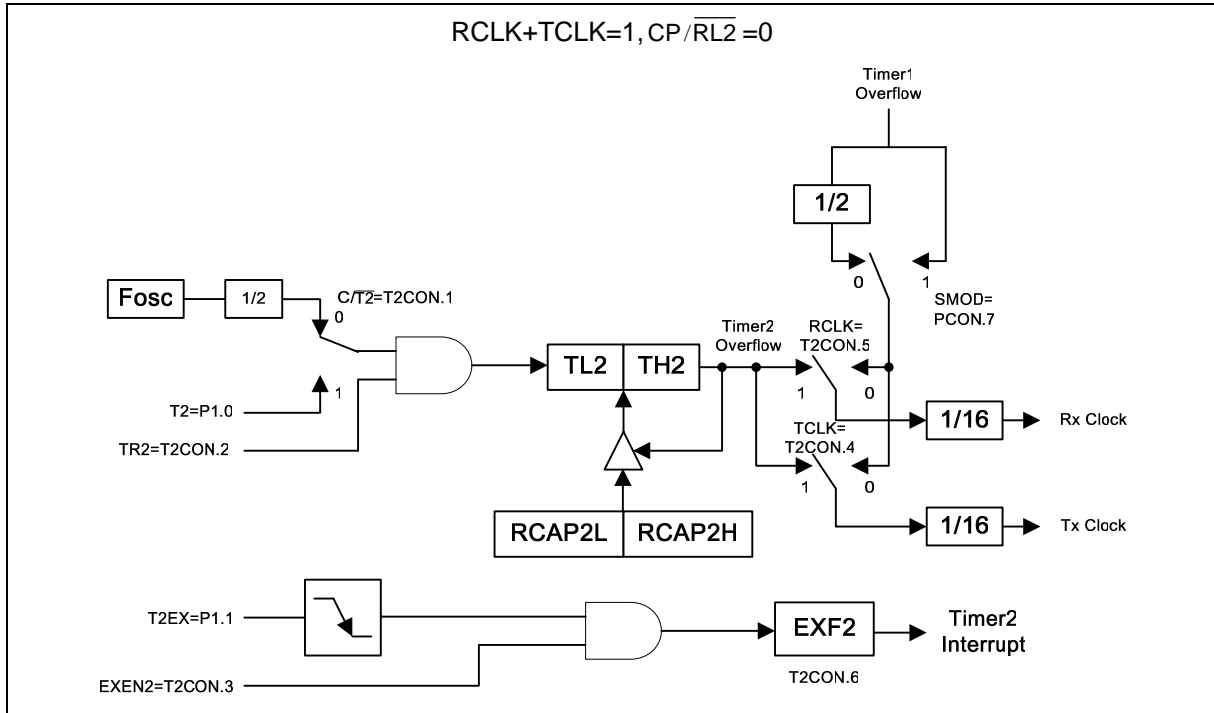 RCLK+TCLK=1, CP/R̅L̅2̅ =0
Timer1
Overflow
1/2
0
1
SMOD=
PCON.7
Fosc
1/2
C/T̅2̅=T2CON.1
0
1
T2=P1.0
TR2=T2CON.2
TL2
TH2
Timer2
Overflow
RCLK=
T2CON.5
1
0
1/16
Rx Clock
TCLK=
T2CON.4
1
0
1/16
Tx Clock
RCAP2L
RCAP2H
T2EX=P1.1
EXEN2=T2CON.3
EXF2
T2CON.6
Timer2
Interrupt